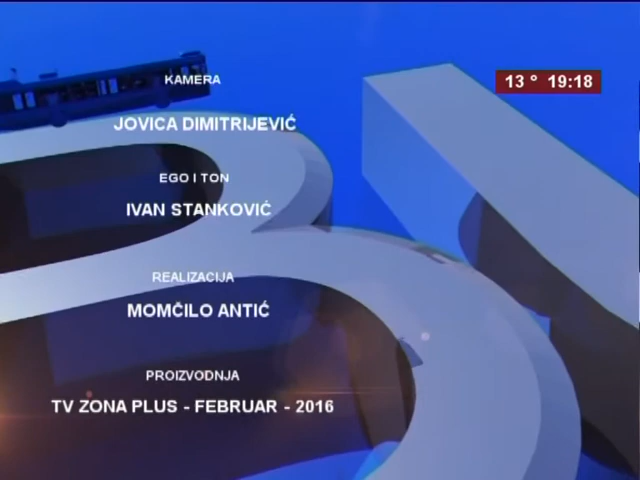 13 ° 19:18
KAMERA
JOVICA DIMITRIJEVIĆ
EGO I TON
IVAN STANKOVIĆ
REALIZACIJA
MOMČILO ANTIĆ
PROIZVODNJA
TV ZONA PLUS - FEBRUAR - 2016